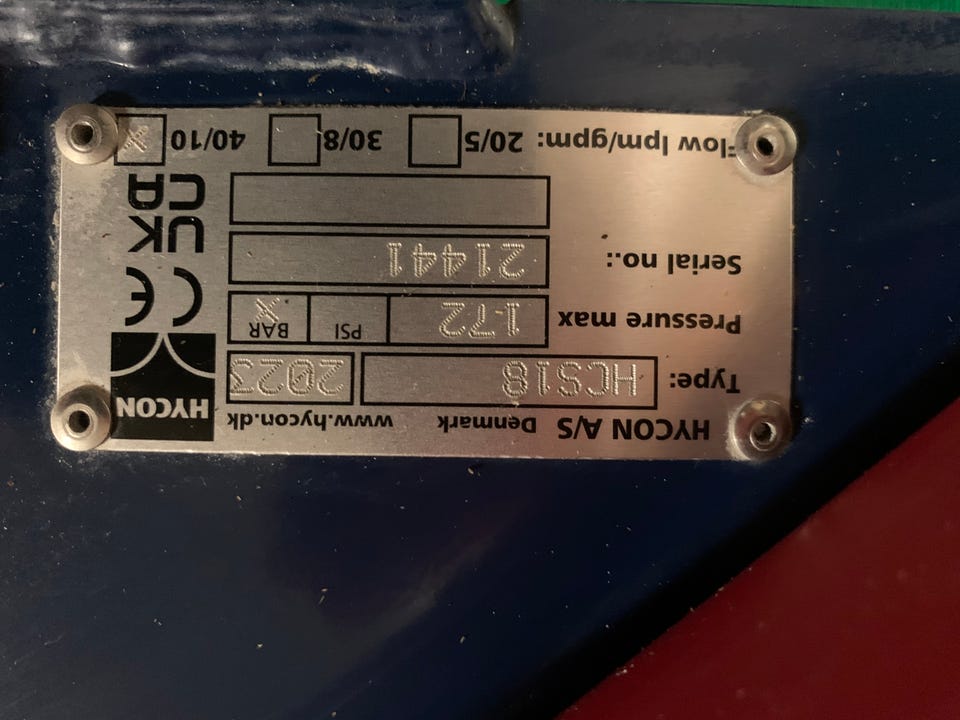 HYCON A/S Denmark www.hycon.dk
HYCON
Type: HCS18 2023
Pressure max 172 PSI BAR X
CE
Serial no.: 21441
UK
CA
Flow lpm/gpm: 20/5 30/8 40/10 X